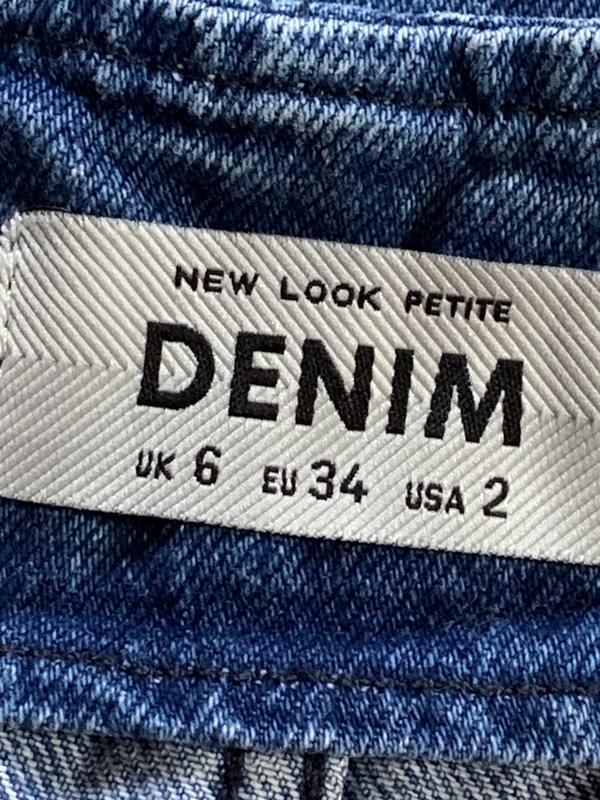 NEW LOOK PETITE
DENIM
UK 6 EU 34 USA 2